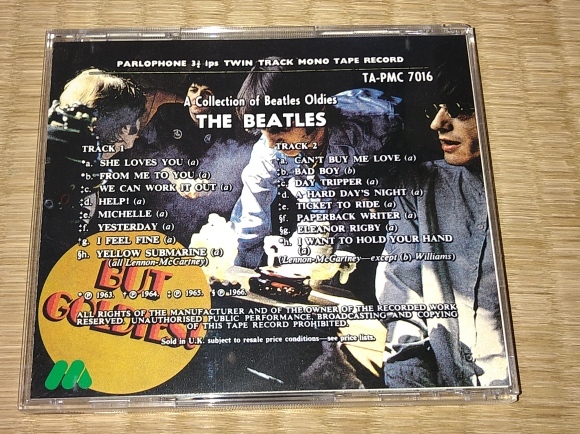 PARLOPHONE 3¾ ips TWIN TRACK MONO TAPE RECORD
TA-PMC 7016
A Collection of Beatles Oldies
THE BEATLES
TRACK 1
*a. SHE LOVES YOU (a)
*b. FROM ME TO YOU (a)
:c. WE CAN WORK IT OUT (a)
:d. HELP! (a)
:e. MICHELLE (a)
:f. YESTERDAY (a)
†g. I FEEL FINE (a)
§h. YELLOW SUBMARINE (a)
(all Lennon-McCartney)
TRACK 2
†a. CAN'T BUY ME LOVE (a)
:b. BAD BOY (b)
:c. DAY TRIPPER (a)
†d. A HARD DAY'S NIGHT (a)
:e. TICKET TO RIDE (a)
§f. PAPERBACK WRITER (a)
§g. ELEANOR RIGBY (a)
*h. I WANT TO HOLD YOUR HAND
(a)
(Lennon-McCartney—except (b) Williams)
BUT
GOLDIES!
* ℗ 1963. † ℗ 1964. : ℗ 1965. § ℗ 1966.
ALL RIGHTS OF THE MANUFACTURER AND OF THE OWNER OF THE RECORDED WORK
RESERVED. UNAUTHORISED PUBLIC PERFORMANCE, BROADCASTING AND COPYING
OF THIS TAPE RECORD PROHIBITED.
Sold in U.K. subject to resale price conditions—see price lists.